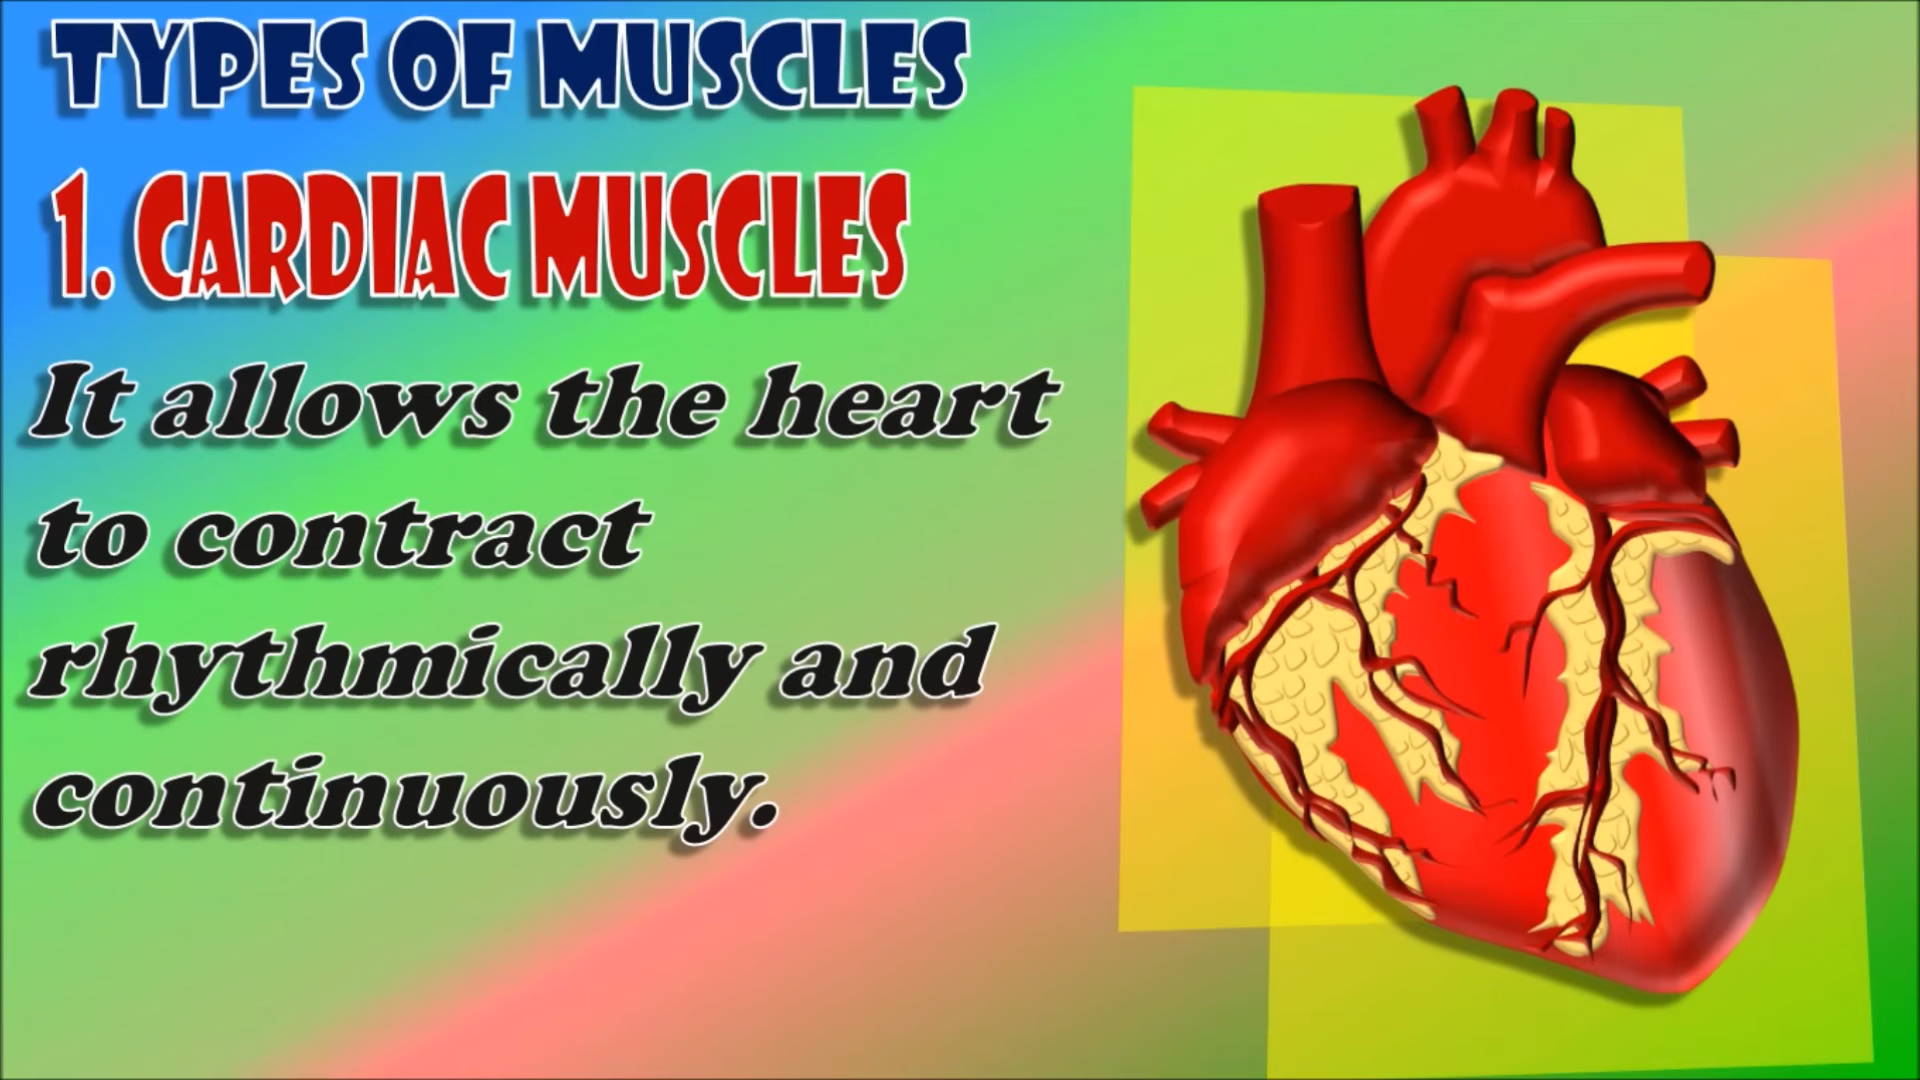 TYPES OF MUSCLES
1. CARDIAC MUSCLES
It allows the heart
to contract
rhythmically and
continuously.